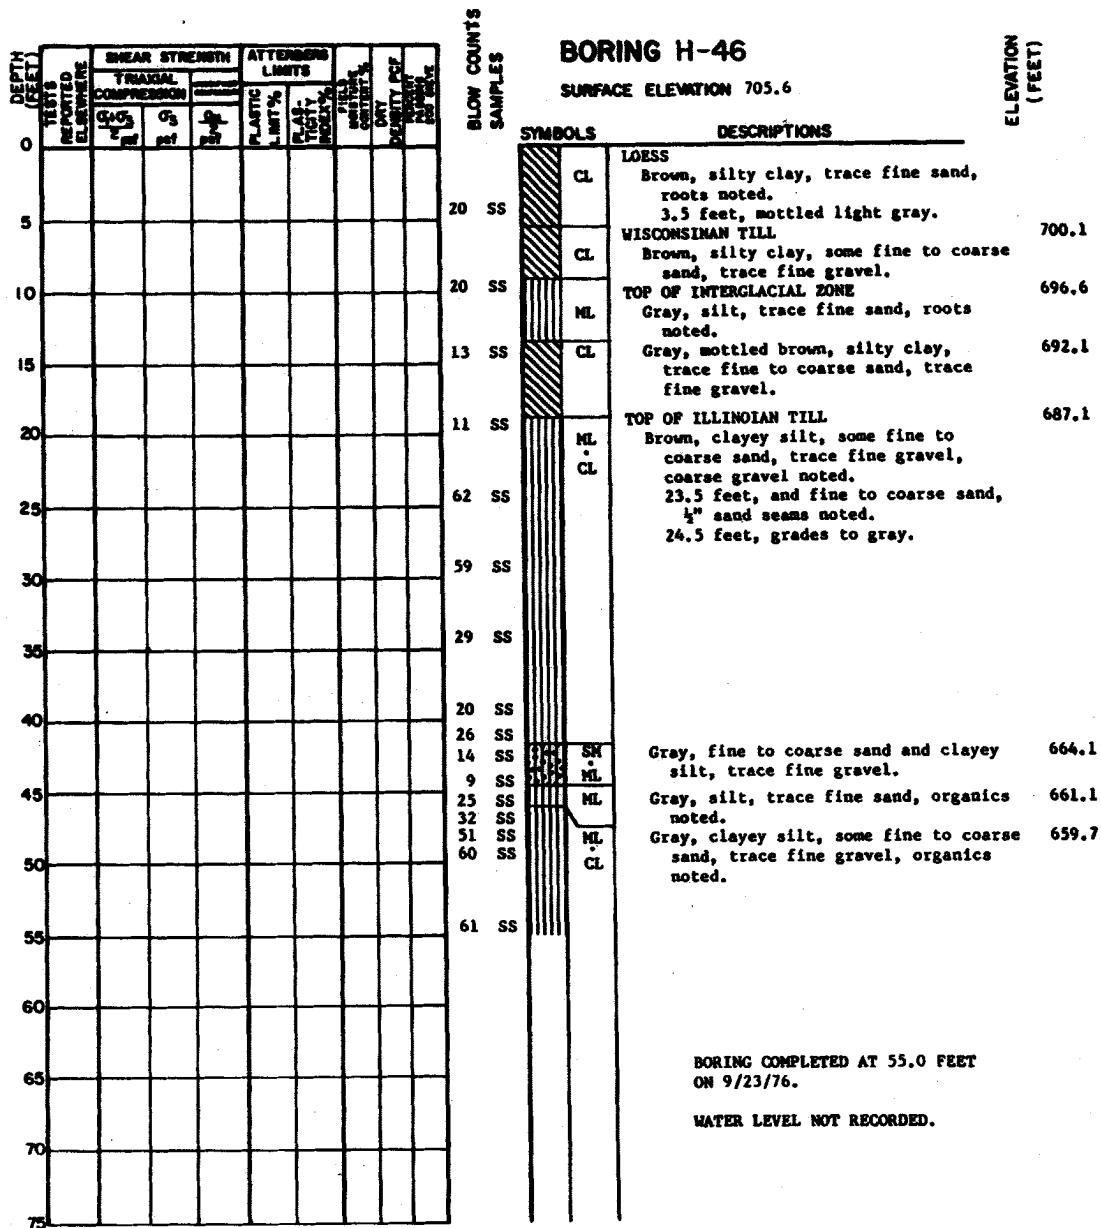 BORING H-46
SURFACE ELEVATION 705.6
DEPTH (FEET)
TESTS REPORTED ELSEWHERE
SHEAR STRENGTH
TRIAXIAL COMPRESSION
psf
psf
psf
ATTERBERG LIMITS
PLASTIC LIMIT%
PLAS-TICITY INDEX%
FIELD MOISTURE CONTENT%
DRY DENSITY PCF
BLOW COUNTS
SAMPLES
SYMBOLS
DESCRIPTIONS
ELEVATION (FEET)
0
LOESS
CL Brown, silty clay, trace fine sand,
roots noted.
20 SS 3.5 feet, mottled light gray.
5
WISCONSINAN TILL 700.1
CL Brown, silty clay, some fine to coarse
sand, trace fine gravel.
20 SS
10 TOP OF INTERGLACIAL ZONE 696.6
ML Gray, silt, trace fine sand, roots
noted.
13 SS CL Gray, mottled brown, silty clay, 692.1
15 trace fine to coarse sand, trace
fine gravel.
11 SS TOP OF ILLINOIAN TILL 687.1
20 ML Brown, clayey silt, some fine to
coarse sand, trace fine gravel,
CL coarse gravel noted.
62 SS 23.5 feet, and fine to coarse sand,
25 ½" sand seams noted.
24.5 feet, grades to gray.
59 SS
30
29 SS
35
20 SS
40
26 SS
14 SS SM Gray, fine to coarse sand and clayey 664.1
9 SS ML silt, trace fine gravel.
45 25 SS ML Gray, silt, trace fine sand, organics 661.1
32 SS noted.
51 SS ML Gray, clayey silt, some fine to coarse 659.7
60 SS CL sand, trace fine gravel, organics
50 noted.
61 SS
55
60
BORING COMPLETED AT 55.0 FEET
65 ON 9/23/76.
WATER LEVEL NOT RECORDED.
70
75